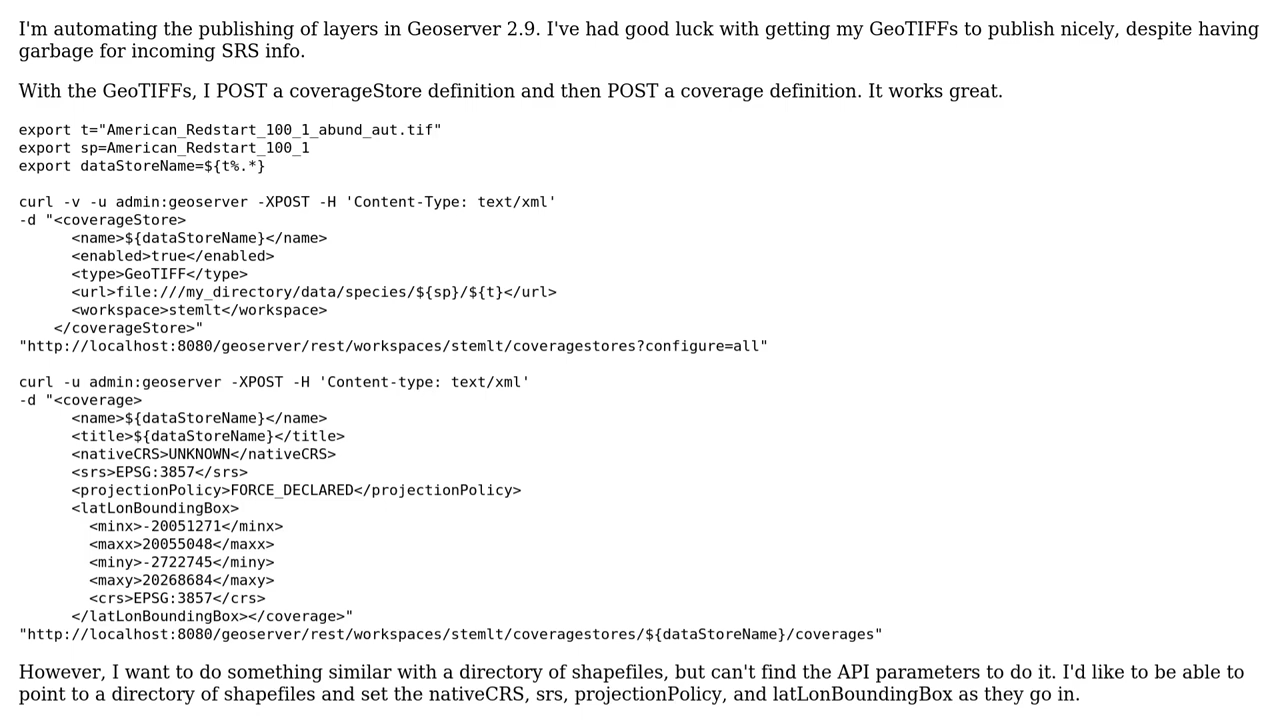 I'm automating the publishing of layers in Geoserver 2.9. I've had good luck with getting my GeoTIFFs to publish nicely, despite having
garbage for incoming SRS info.
With the GeoTIFFs, I POST a coverageStore definition and then POST a coverage definition. It works great.
export t="American_Redstart_100_1_abund_aut.tif"
export sp=American_Redstart_100_1
export dataStoreName=${t%.*}
curl -v -u admin:geoserver -XPOST -H 'Content-Type: text/xml'
-d "<coverageStore>
      <name>${dataStoreName}</name>
      <enabled>true</enabled>
      <type>GeoTIFF</type>
      <url>file:///my_directory/data/species/${sp}/${t}</url>
      <workspace>stemlt</workspace>
    </coverageStore>"
"http://localhost:8080/geoserver/rest/workspaces/stemlt/coveragestores?configure=all"
curl -u admin:geoserver -XPOST -H 'Content-type: text/xml'
-d "<coverage>
      <name>${dataStoreName}</name>
      <title>${dataStoreName}</title>
      <nativeCRS>UNKNOWN</nativeCRS>
      <srs>EPSG:3857</srs>
      <projectionPolicy>FORCE_DECLARED</projectionPolicy>
      <latLonBoundingBox>
        <minx>-20051271</minx>
        <maxx>20055048</maxx>
        <miny>-2722745</miny>
        <maxy>20268684</maxy>
        <crs>EPSG:3857</crs>
      </latLonBoundingBox></coverage>"
"http://localhost:8080/geoserver/rest/workspaces/stemlt/coveragestores/${dataStoreName}/coverages"
However, I want to do something similar with a directory of shapefiles, but can't find the API parameters to do it. I'd like to be able to
point to a directory of shapefiles and set the nativeCRS, srs, projectionPolicy, and latLonBoundingBox as they go in.